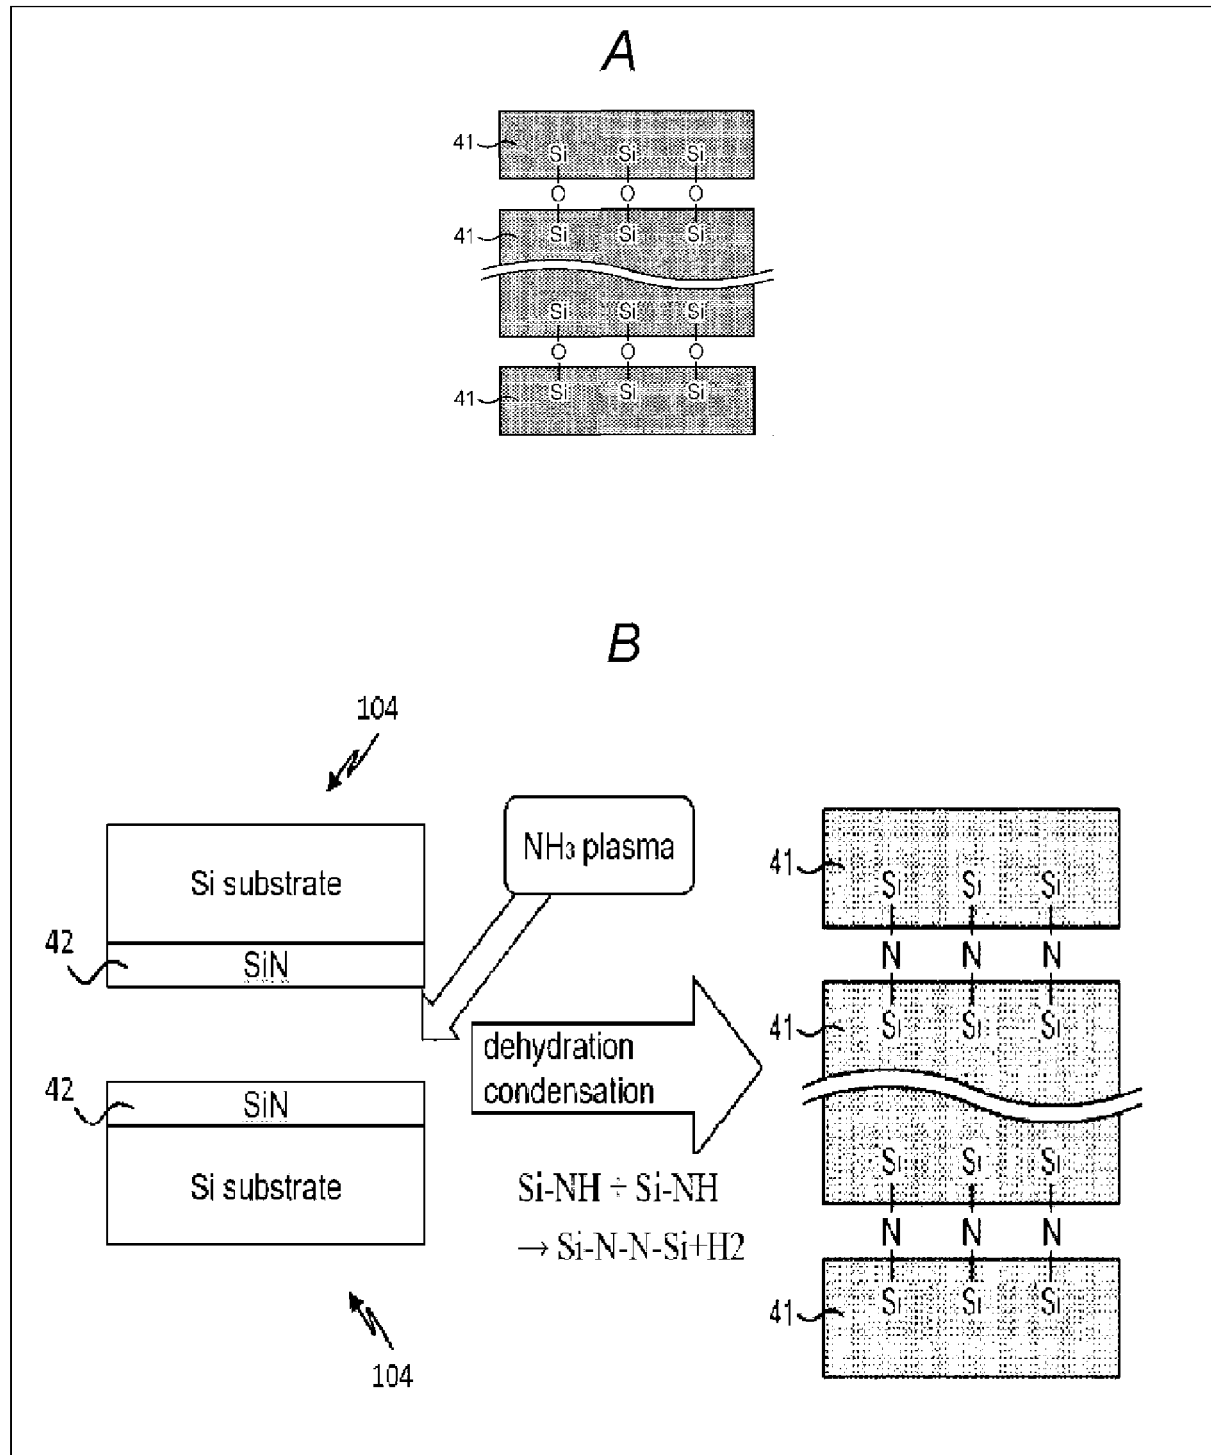 A
41 Si Si Si
O O O
41 Si Si Si
Si Si Si
O O O
41 Si Si Si
B
104
Si substrate
42 SiN
NH3 plasma
42 SiN
Si substrate
104
dehydration
condensation
Si-NH + Si-NH
→ Si-N-N-Si+H2
41 Si Si Si
N N N
41 Si Si Si
Si Si Si
N N N
41 Si Si Si